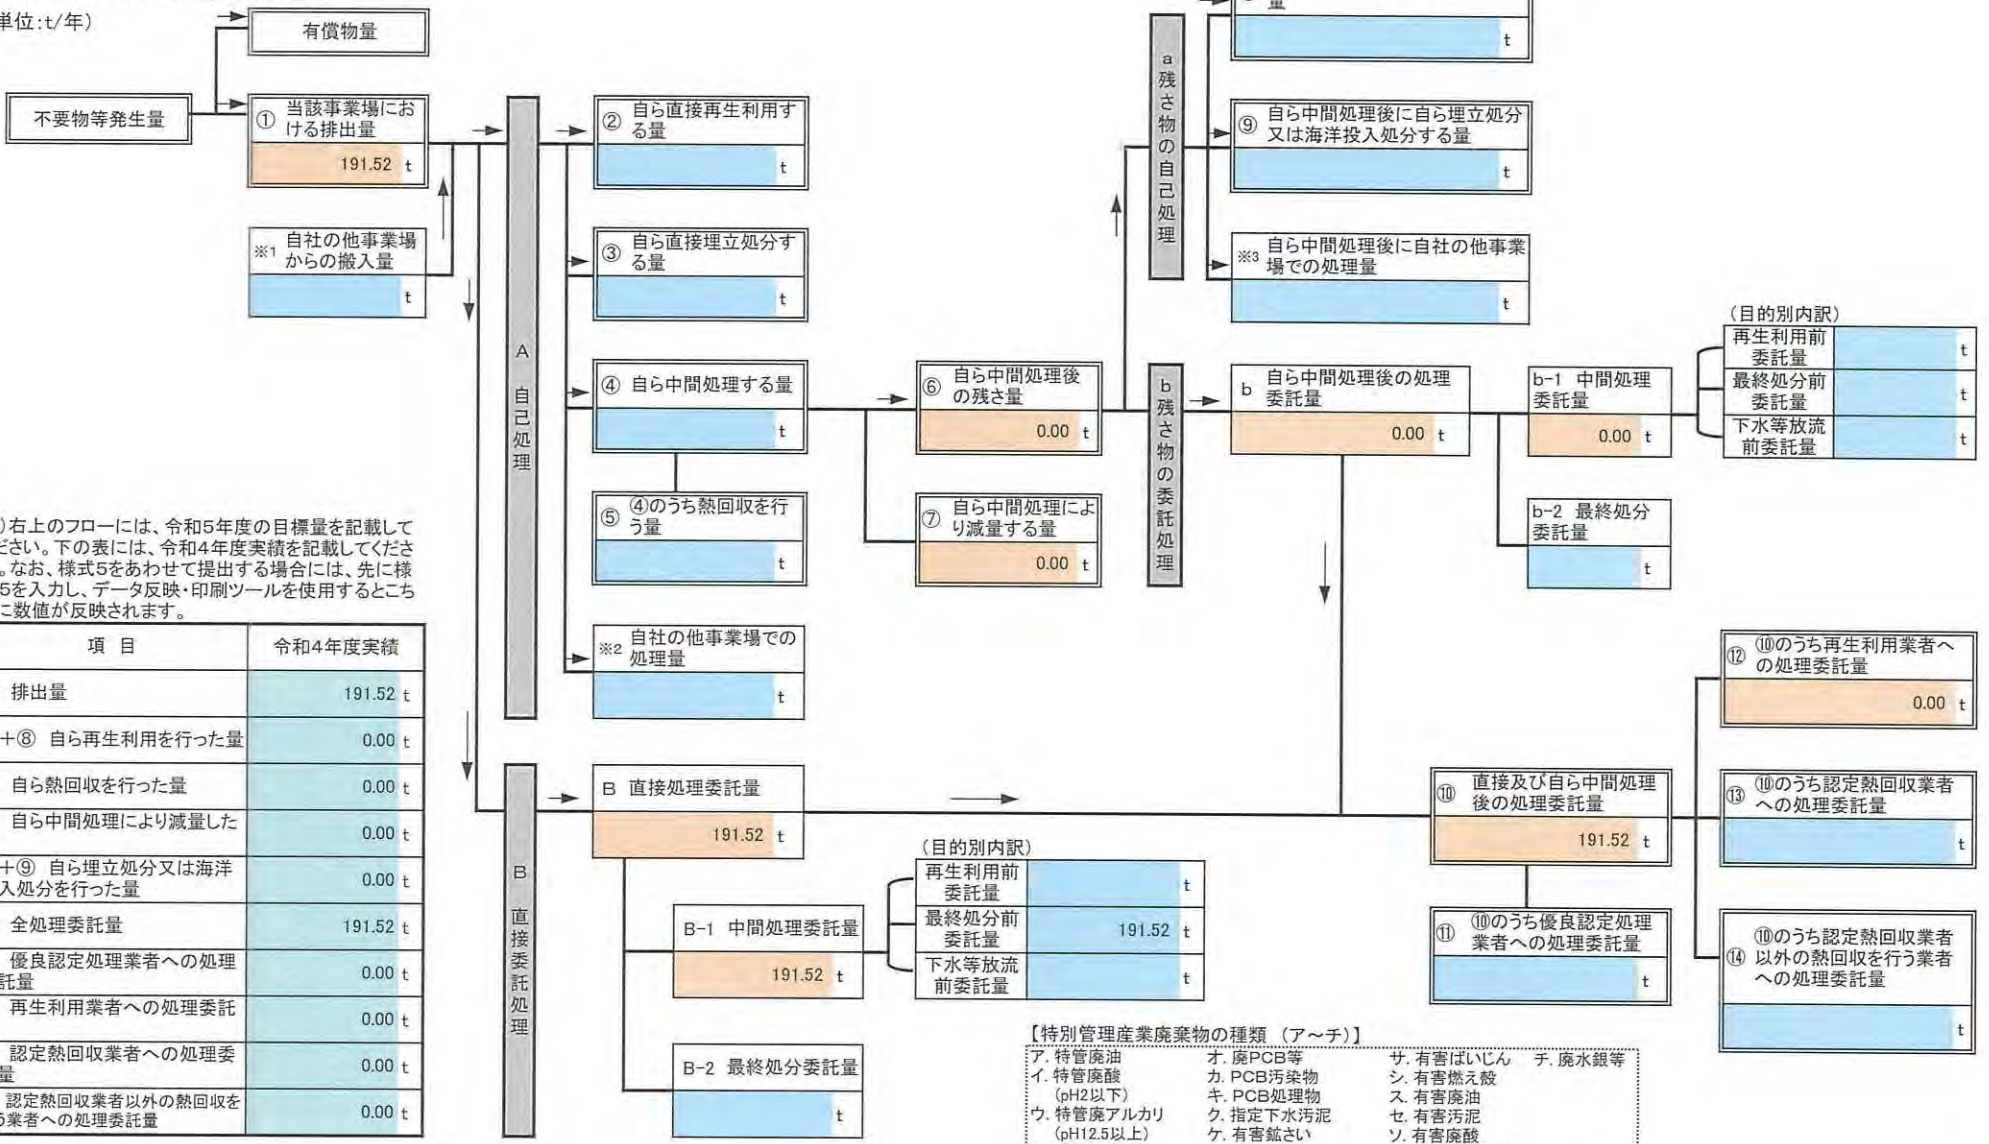 単位:t/年)
有償物量
不要物等発生量
① 当該事業場にお
ける排出量
191.52 t
※1 自社の他事業場
からの搬入量
t
A 自己処理
② 自ら直接再生利用す
る量
t
③ 自ら直接埋立処分す
る量
t
④ 自ら中間処理する量
t
⑤ ④のうち熱回収を行
う量
t
※2 自社の他事業場での
処理量
t
⑥ 自ら中間処理後
の残さ量
0.00 t
⑦ 自ら中間処理によ
り減量する量
0.00 t
a 残さ物の自己処理
量
t
⑨ 自ら中間処理後に自ら埋立処分
又は海洋投入処分する量
t
※3 自ら中間処理後に自社の他事業
場での処理量
t
b 残さ物の委託処理
b 自ら中間処理後の処理
委託量
0.00 t
b-1 中間処理
委託量
0.00 t
(目的別内訳)
再生利用前
委託量 t
最終処分前
委託量 t
下水等放流
前委託量 t
b-2 最終処分
委託量
t
)右上のフローには、令和5年度の目標量を記載して
ださい。下の表には、令和4年度実績を記載してくださ
。なお、様式5をあわせて提出する場合には、先に様
5を入力し、データ反映・印刷ツールを使用するとこち
に数値が反映されます。
項 目 令和4年度実績
排出量 191.52 t
+⑧ 自ら再生利用を行った量 0.00 t
自ら熱回収を行った量 0.00 t
自ら中間処理により減量した 0.00 t
+⑨ 自ら埋立処分又は海洋
入処分を行った量 0.00 t
全処理委託量 191.52 t
優良認定処理業者への処理
託量 0.00 t
再生利用業者への処理委託
0.00 t
認定熱回収業者への処理委
量 0.00 t
認定熱回収業者以外の熱回収を
う業者への処理委託量 0.00 t
B 直接委託処理
B 直接処理委託量
191.52 t
B-1 中間処理委託量
191.52 t
(目的別内訳)
再生利用前
委託量 t
最終処分前
委託量 191.52 t
下水等放流
前委託量 t
B-2 最終処分委託量
t
⑩ 直接及び自ら中間処理
後の処理委託量
191.52 t
⑪ ⑩のうち優良認定処理
業者への処理委託量
t
⑫ ⑩のうち再生利用業者へ
の処理委託量
0.00 t
⑬ ⑩のうち認定熱回収業者
への処理委託量
t
⑭ ⑩のうち認定熱回収業者
以外の熱回収を行う業者
への処理委託量
t
【特別管理産業廃棄物の種類 (ア~チ)】
ア. 特管廃油 オ. 廃PCB等 サ. 有害ばいじん チ. 廃水銀等
イ. 特管廃酸 カ. PCB汚染物 シ. 有害燃え殻
(pH2以下) キ. PCB処理物 ス. 有害廃油
ウ. 特管廃アルカリ ク. 指定下水汚泥 セ. 有害汚泥
(pH12.5以上) ケ. 有害鉱さい ソ. 有害廃酸